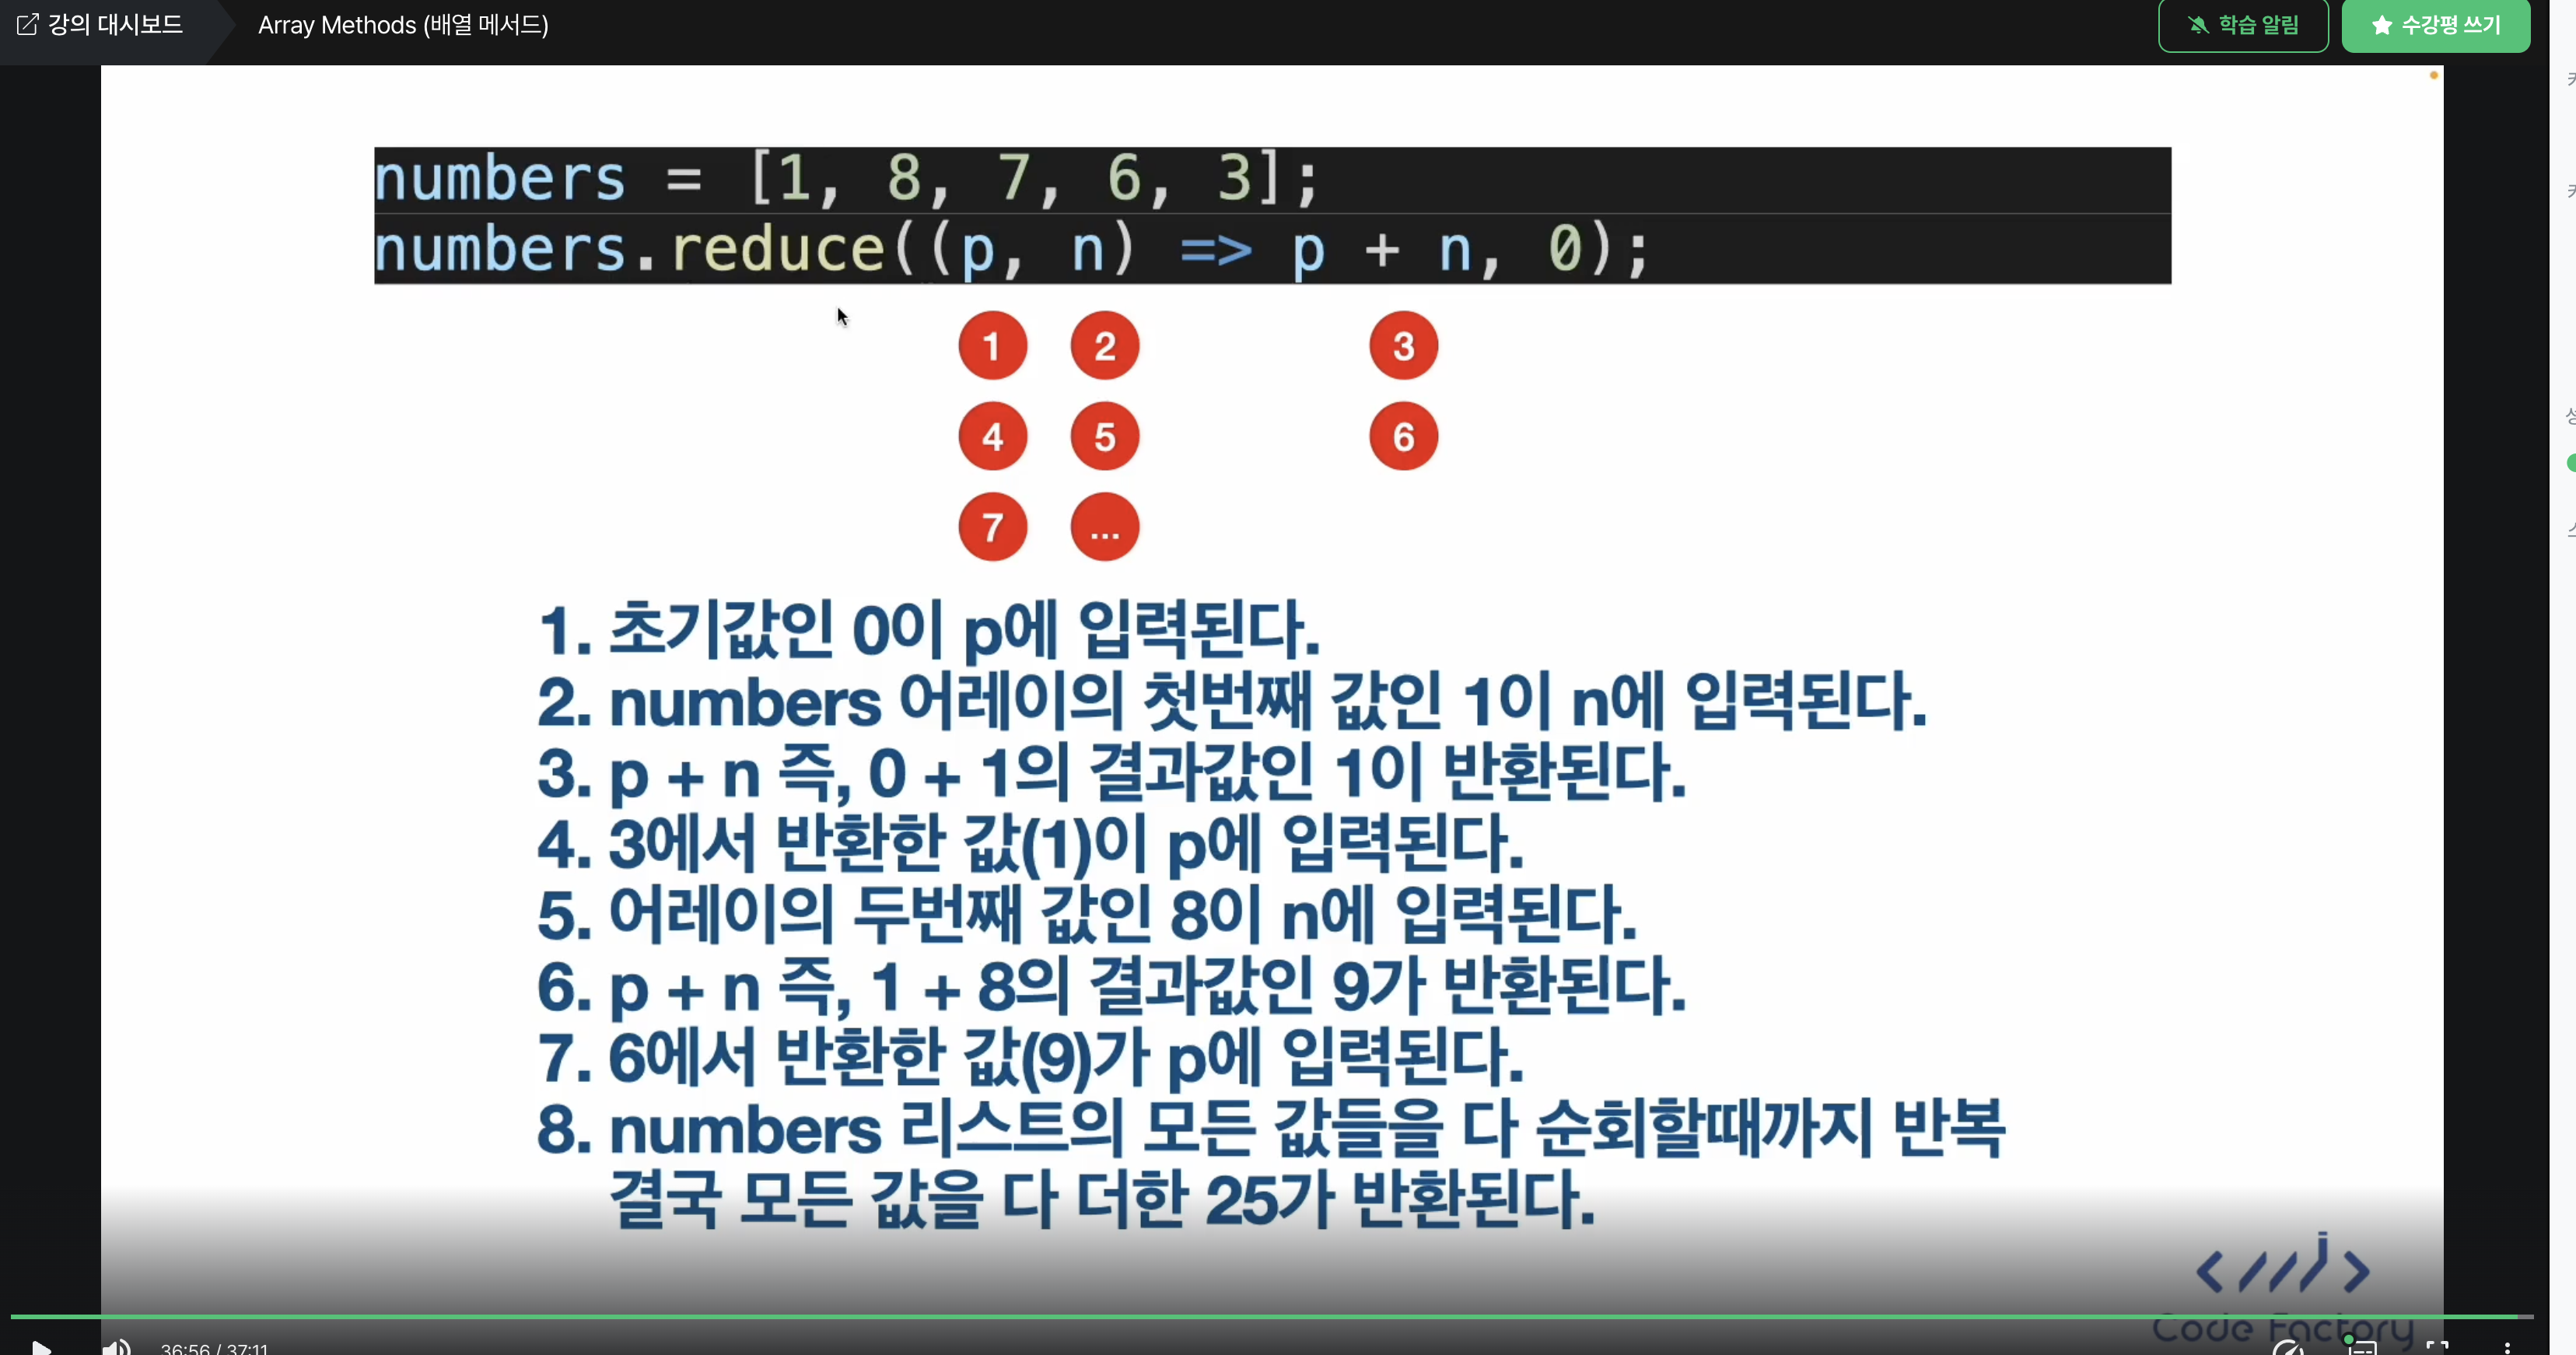 강의 대시보드
Array Methods (배열 메서드)
학습 알림
수강평 쓰기
numbers = [1, 8, 7, 6, 3];
numbers.reduce((p, n) => p + n, 0);
1 2 3
4 5 6
7 ...
1. 초기값인 0이 p에 입력된다.
2. numbers 어레이의 첫번째 값인 1이 n에 입력된다.
3. p + n 즉, 0 + 1의 결과값인 1이 반환된다.
4. 3에서 반환한 값(1)이 p에 입력된다.
5. 어레이의 두번째 값인 8이 n에 입력된다.
6. p + n 즉, 1 + 8의 결과값인 9가 반환된다.
7. 6에서 반환한 값(9)가 p에 입력된다.
8. numbers 리스트의 모든 값들을 다 순회할때까지 반복
결국 모든 값을 다 더한 25가 반환된다.
Code Factory
36:56 / 37:11